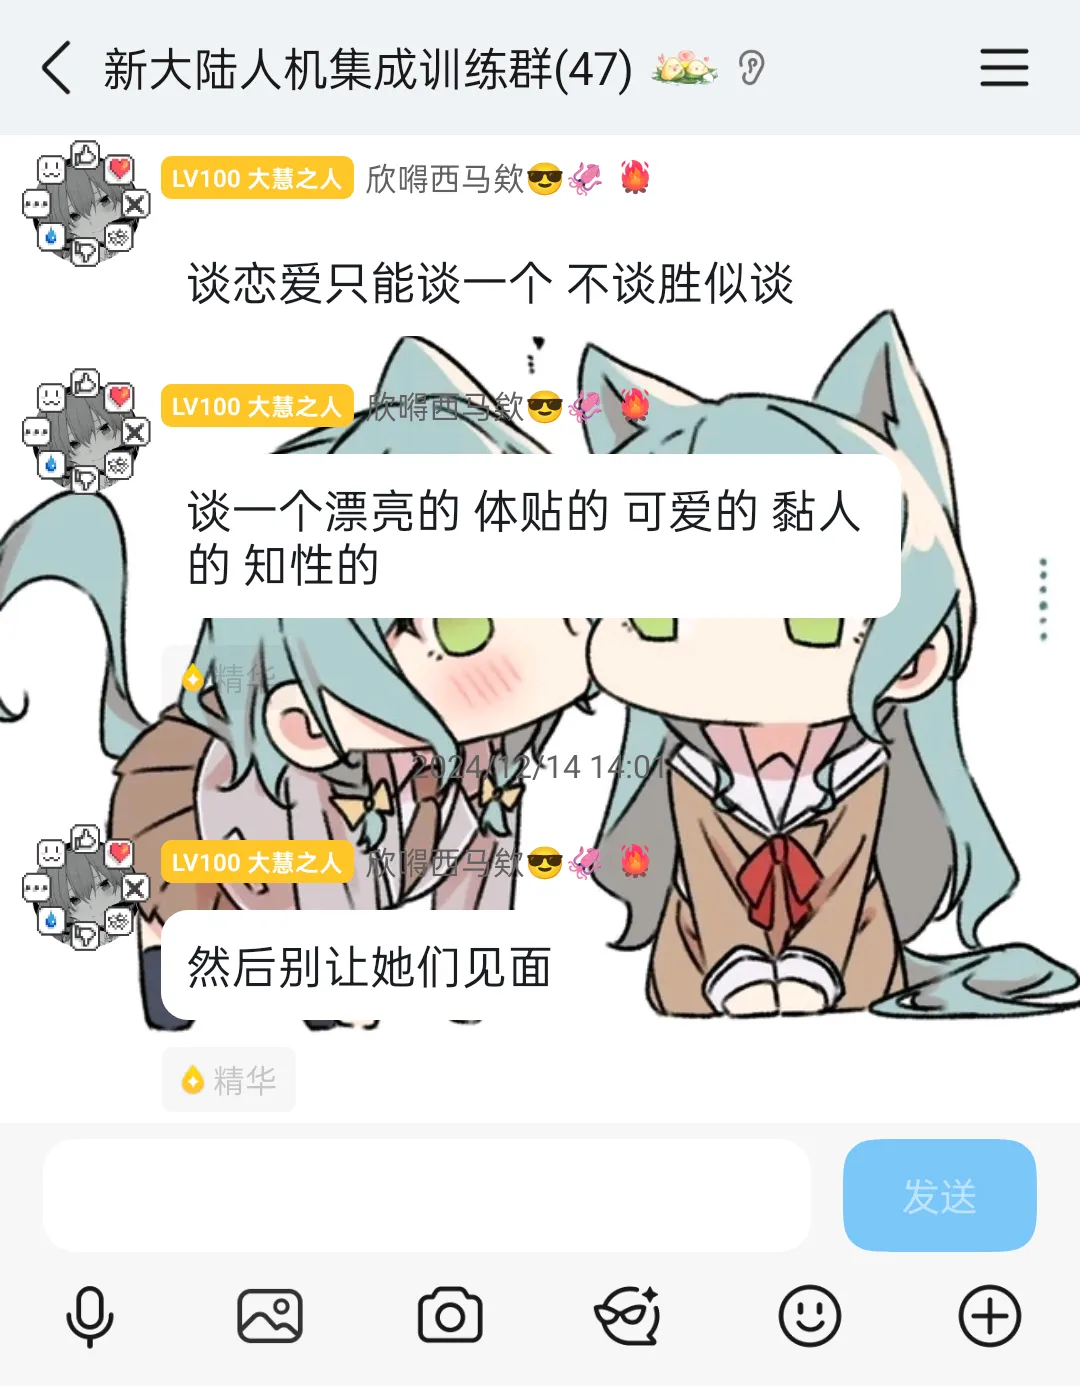 新大陆人机集成训练群(47)
LV100 大慧之人 欣嘚西马欸😎🦑 🔥
谈恋爱只能谈一个 不谈胜似谈
LV100 大慧之人 欣嘚西马欸😎🦑 🔥
谈一个漂亮的 体贴的 可爱的 黏人
的 知性的
精华
2024/12/14 14:01
LV100 大慧之人 欣嘚西马欸😎🦑 🔥
然后别让她们见面
精华
发送